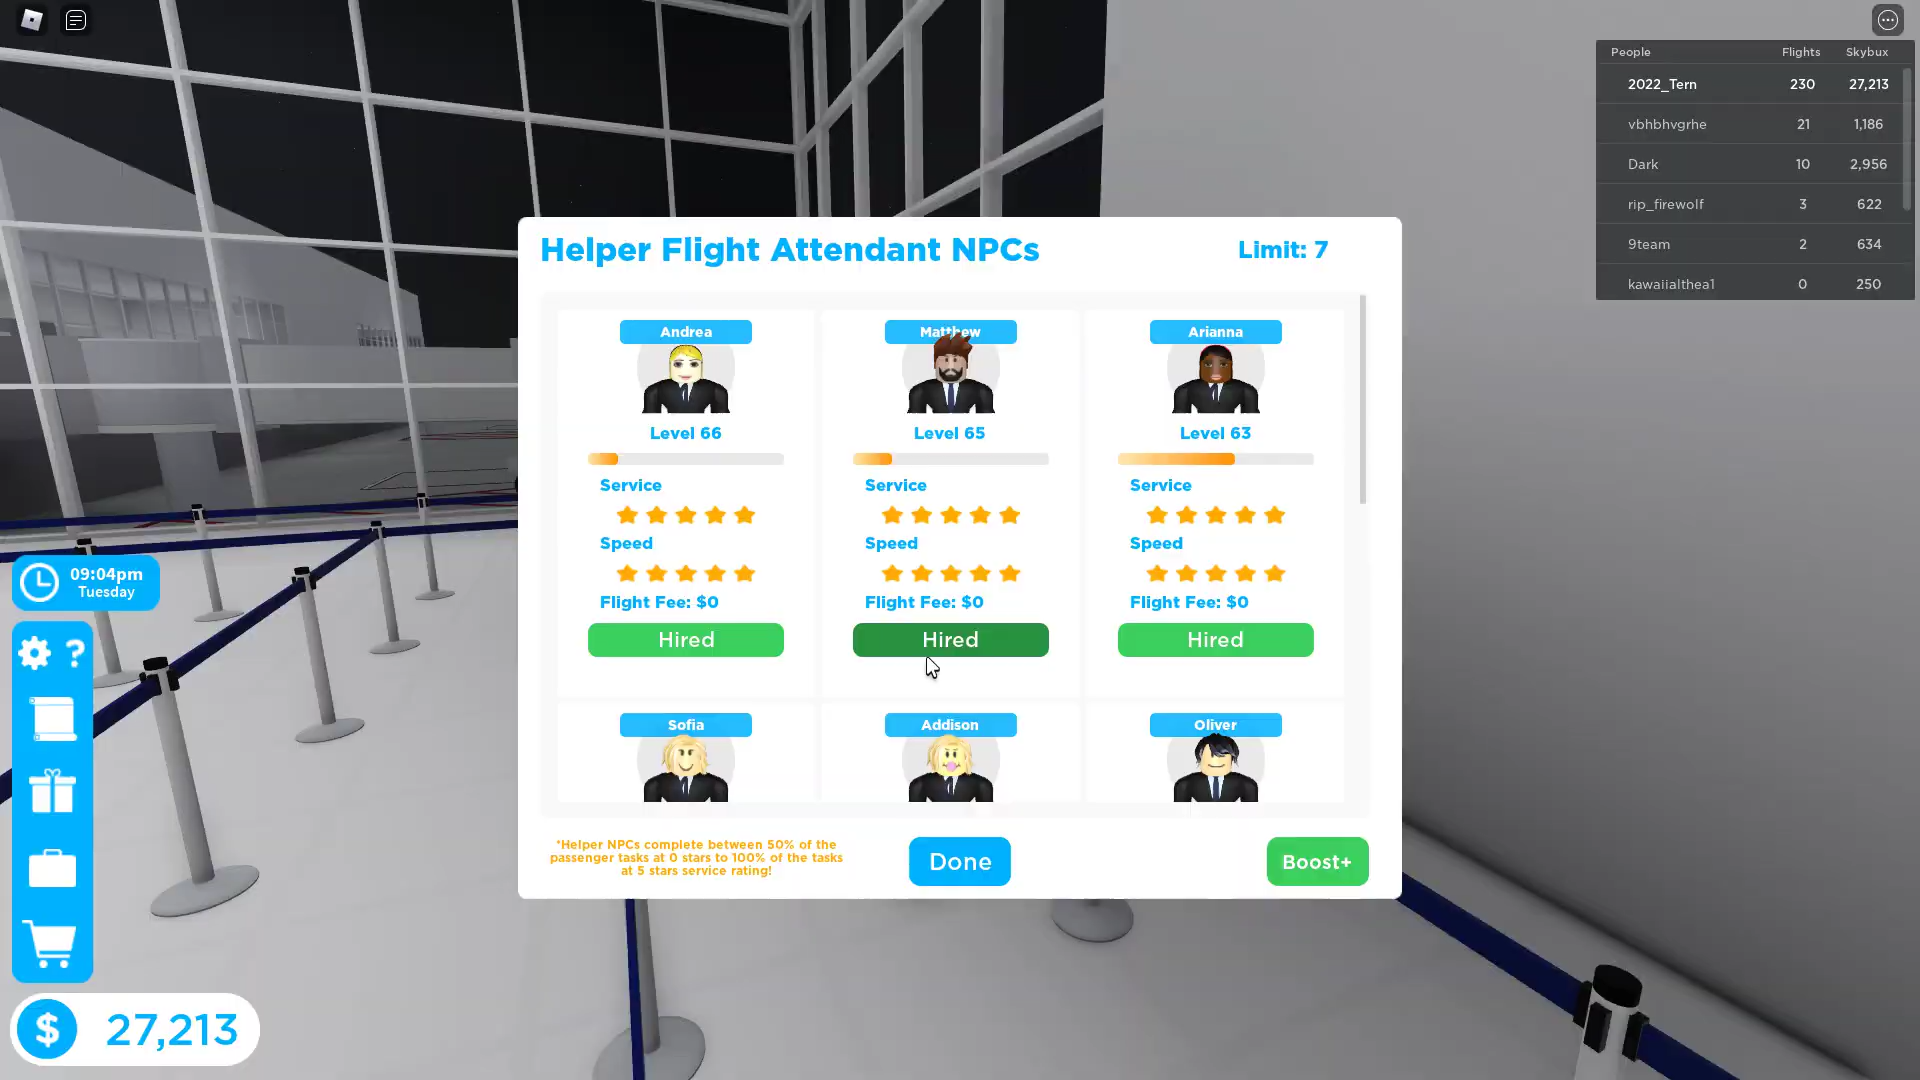 People Flights Skybux
2022_Tern 230 27,213
vbhbhvgrhe 21 1,186
Dark 10 2,956
rip_firewolf 3 622
9team 2 634
kawaiialthea1 0 250
Helper Flight Attendant NPCs
Limit: 7
Andrea
Level 66
Service
Speed
Flight Fee: $0
Hired
Matthew
Level 65
Service
Speed
Flight Fee: $0
Hired
Arianna
Level 63
Service
Speed
Flight Fee: $0
Hired
Sofia
Addison
Oliver
*Helper NPCs complete between 50% of the
passenger tasks at 0 stars to 100% of the tasks
at 5 stars service rating!
Done
Boost+
09:04pm
Tuesday
?
$ 27,213